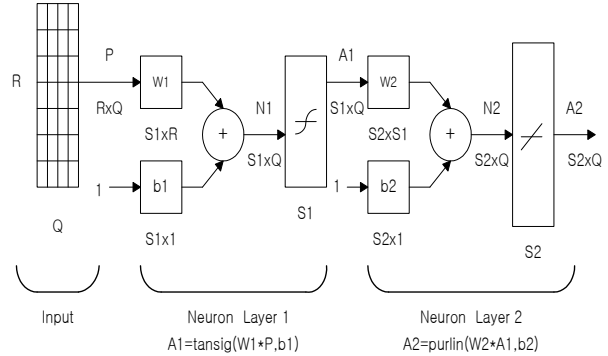 R
P
RxQ
Q
W1
S1xR
1
b1
S1x1
+
N1
S1xQ
S1
A1
S1xQ
W2
S2xS1
1
b2
S2x1
+
N2
S2xQ
S2
A2
S2xQ
Input
Neuron Layer 1
A1=tansig(W1*P,b1)
Neuron Layer 2
A2=purlin(W2*A1,b2)